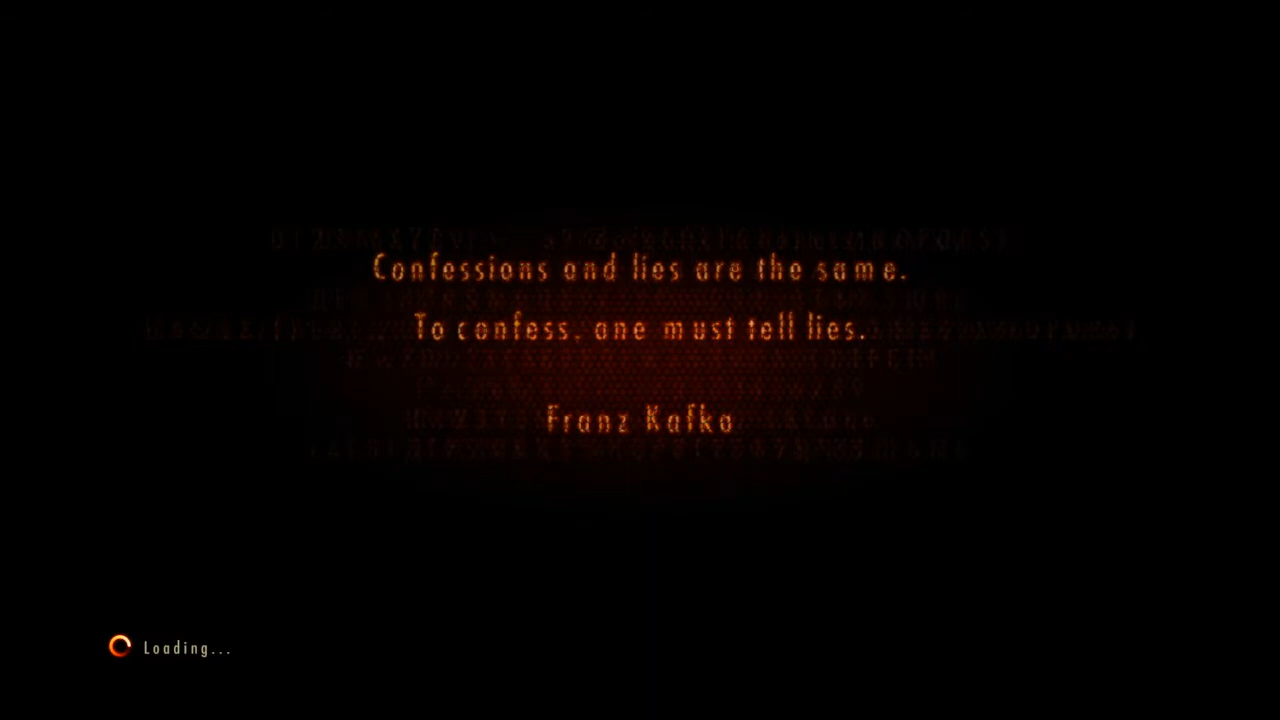 Confessions and lies are the same.
To confess, one must tell lies.
Franz Kafka
Loading...